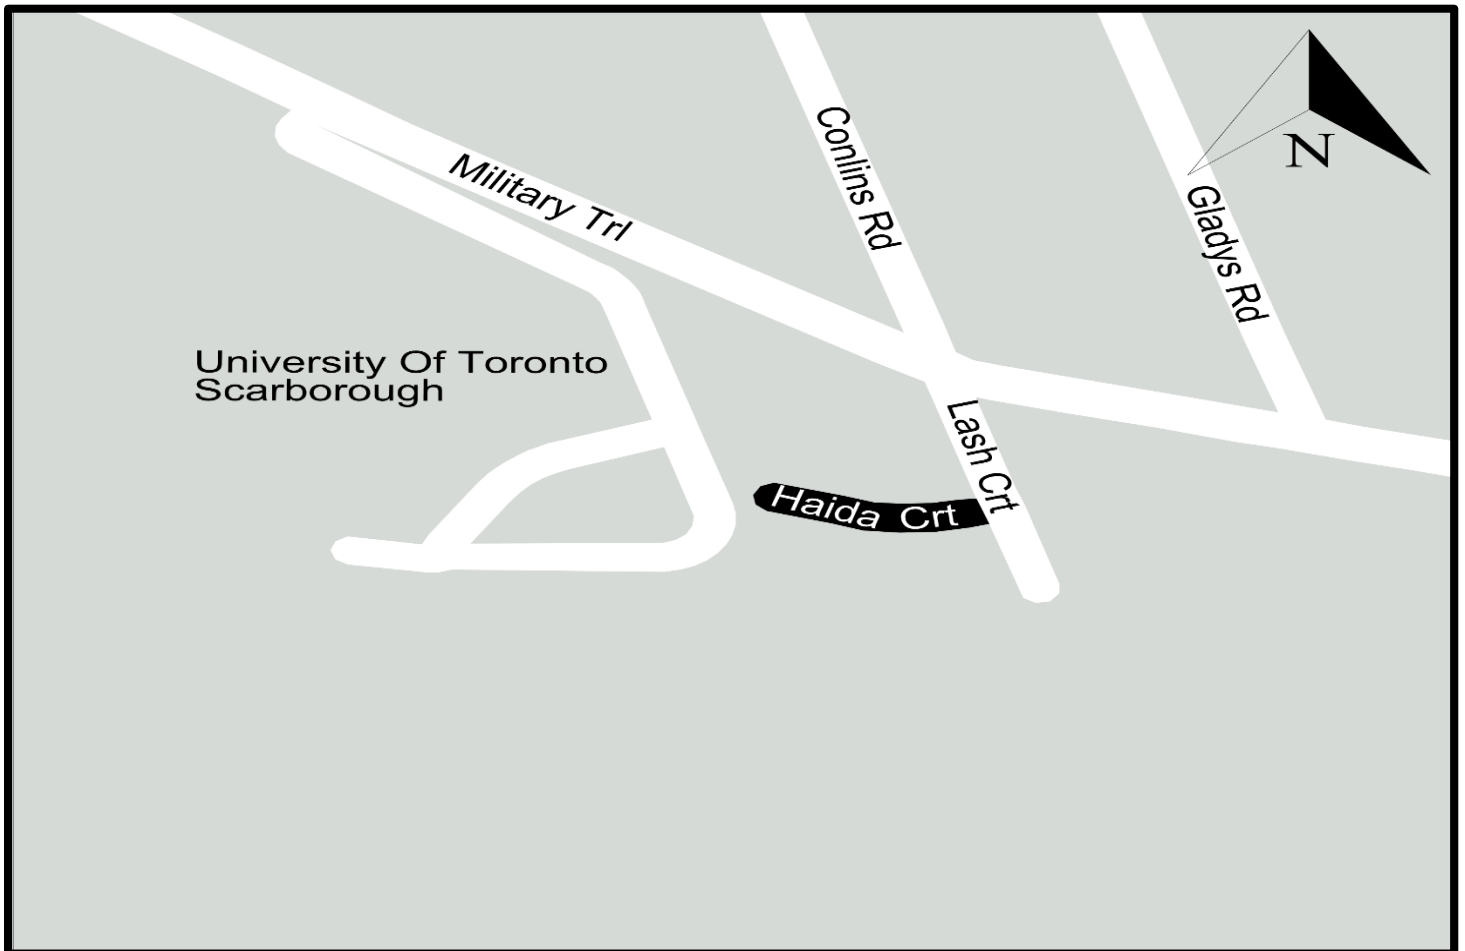 Military Trl
Conlins Rd
Gladys Rd
N
University Of Toronto
Scarborough
Lash Crt
Haida Crt